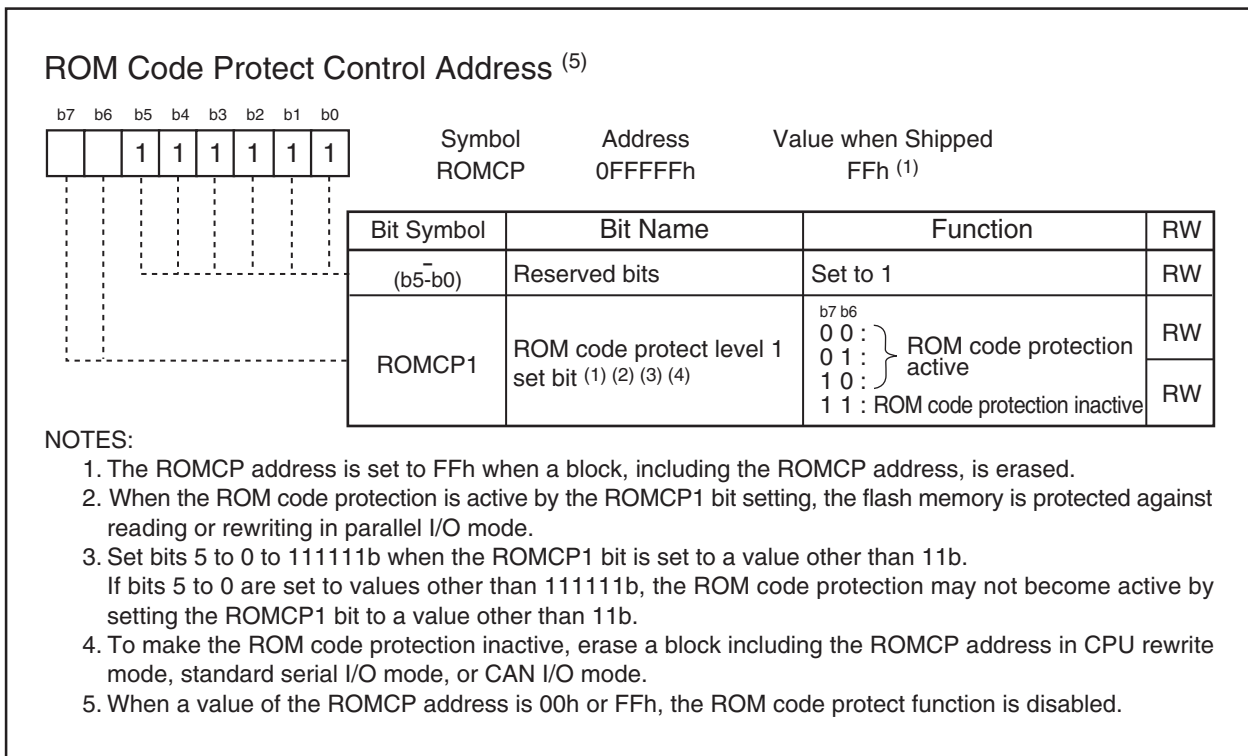 ROM Code Protect Control Address (5)
b7 b6 b5 b4 b3 b2 b1 b0
1 1 1 1 1 1
Symbol Address Value when Shipped
ROMCP 0FFFFFh FFh (1)
Bit Symbol Bit Name Function RW
–
(b5-b0) Reserved bits Set to 1 RW
ROMCP1
ROM code protect level 1
set bit (1) (2) (3) (4)
b7 b6
0 0 :
0 1 :
1 0 :
ROM code protection
active
1 1 : ROM code protection inactive
RW
RW
NOTES:
1. The ROMCP address is set to FFh when a block, including the ROMCP address, is erased.
2. When the ROM code protection is active by the ROMCP1 bit setting, the flash memory is protected against
reading or rewriting in parallel I/O mode.
3. Set bits 5 to 0 to 111111b when the ROMCP1 bit is set to a value other than 11b.
If bits 5 to 0 are set to values other than 111111b, the ROM code protection may not become active by
setting the ROMCP1 bit to a value other than 11b.
4. To make the ROM code protection inactive, erase a block including the ROMCP address in CPU rewrite
mode, standard serial I/O mode, or CAN I/O mode.
5. When a value of the ROMCP address is 00h or FFh, the ROM code protect function is disabled.